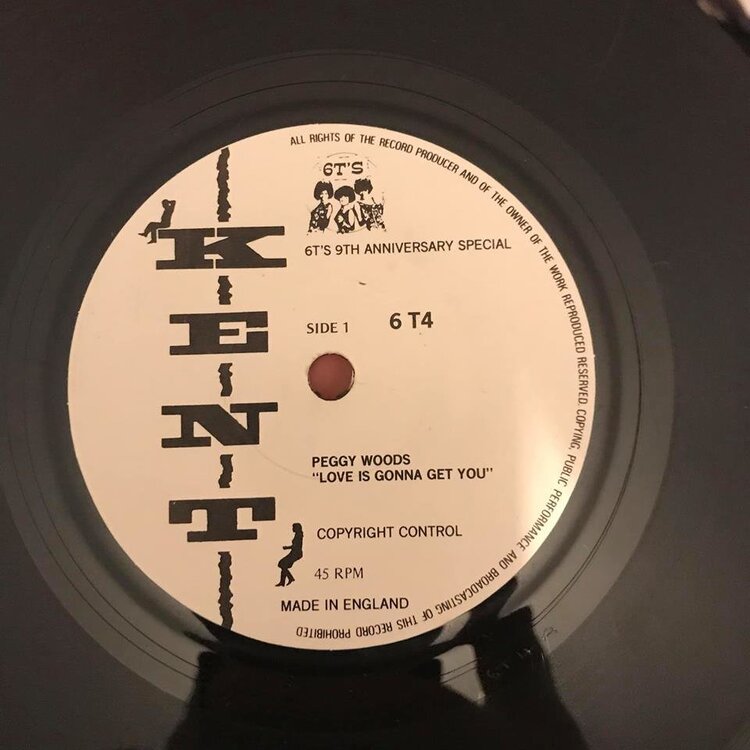 ALL RIGHTS OF THE RECORD PRODUCER AND OF THE OWNER OF THE WORK REPRODUCED RESERVED. COPYING, PUBLIC PERFORMANCE AND BROADCASTING OF THIS RECORD PROHIBITED
6T'S
6T'S 9TH ANNIVERSARY SPECIAL
KENT
SIDE 1 6 T4
PEGGY WOODS
"LOVE IS GONNA GET YOU"
COPYRIGHT CONTROL
45 RPM
MADE IN ENGLAND